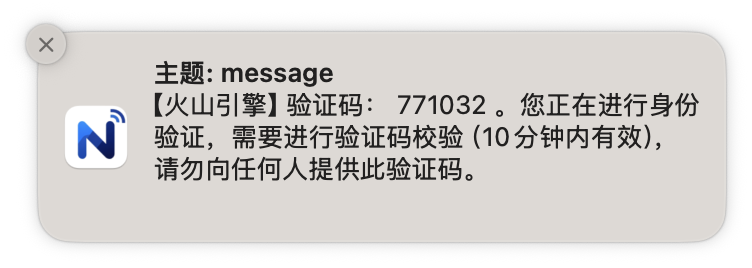 主题: message
【火山引擎】验证码： 771032 。您正在进行身份
验证，需要进行验证码校验 (10分钟内有效)，
请勿向任何人提供此验证码。